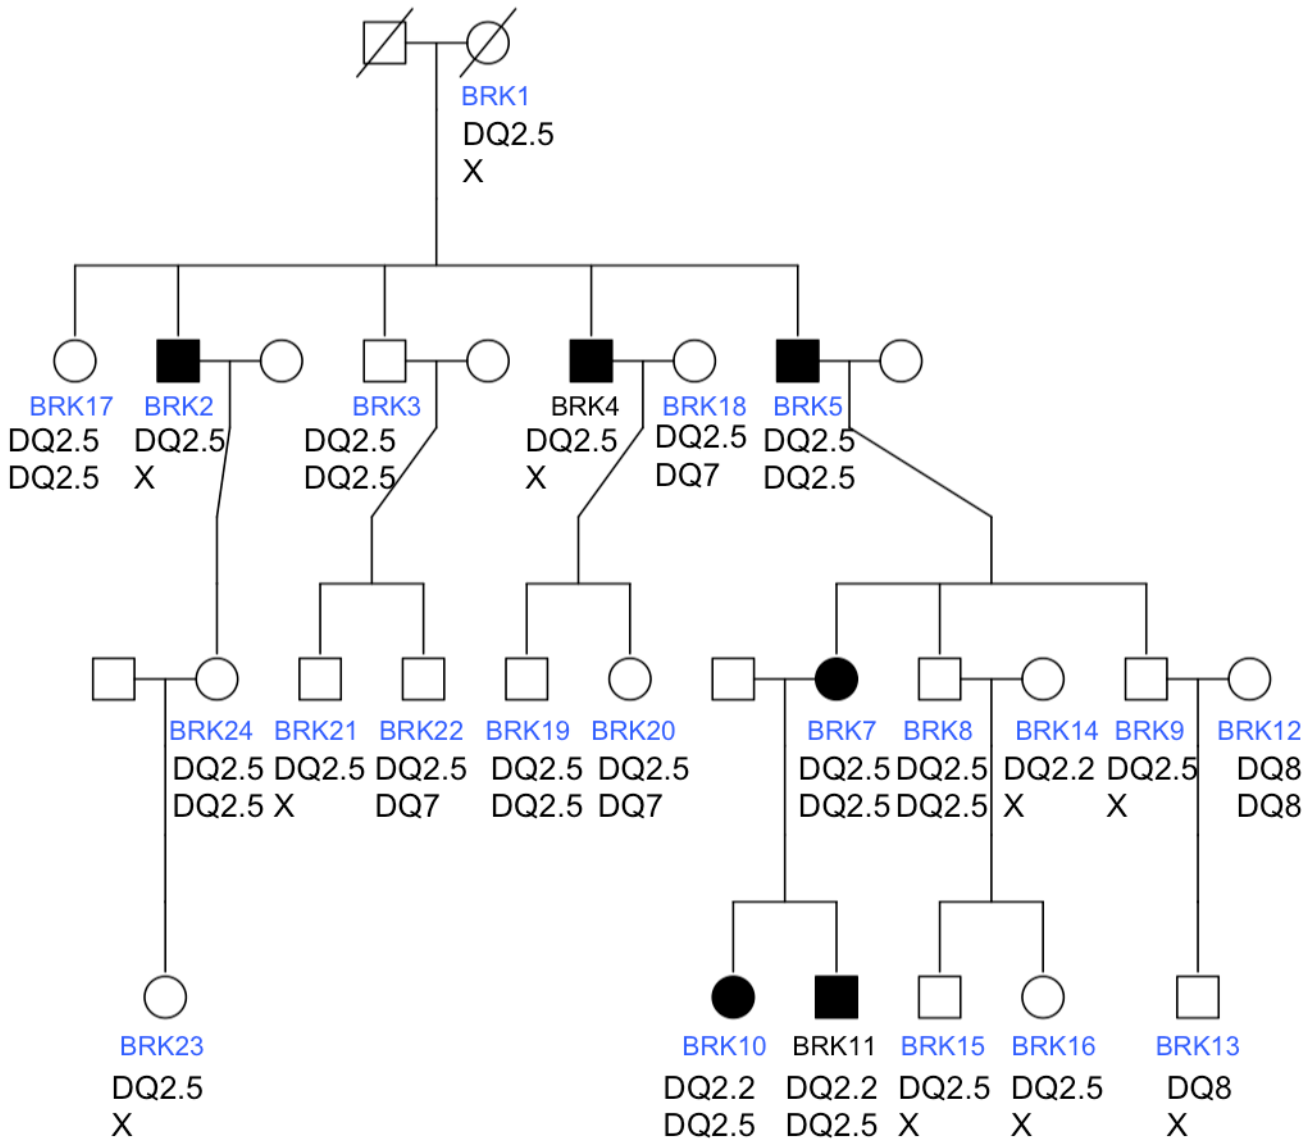 BRK1
DQ2.5
X
BRK17 BRK2 BRK3 BRK4 BRK18 BRK5
DQ2.5 DQ2.5 DQ2.5 DQ2.5 DQ2.5 DQ2.5
DQ2.5 X DQ2.5 X DQ7 DQ2.5
BRK24 BRK21 BRK22 BRK19 BRK20 BRK7 BRK8 BRK14 BRK9 BRK12
DQ2.5 DQ2.5 DQ2.5 DQ2.5 DQ2.5 DQ2.5 DQ2.5 DQ2.2 DQ2.5 DQ8
DQ2.5 X DQ7 DQ2.5 DQ7 DQ2.5 DQ2.5 X X DQ8
BRK23 BRK10 BRK11 BRK15 BRK16 BRK13
DQ2.5 DQ2.2 DQ2.2 DQ2.5 DQ2.5 DQ8
X DQ2.5 DQ2.5 X X X